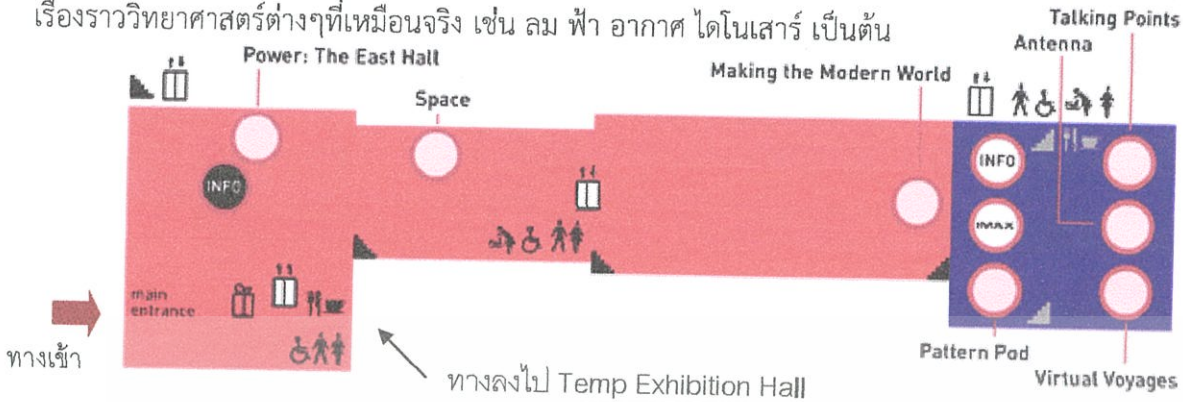 เรื่องราววิทยาศาสตร์ต่างๆที่เหมือนจริง เช่น ลม ฟ้า อากาศ ไดโนเสาร์ เป็นต้น
Talking Points
Antenna
Power: The East Hall
Making the Modern World
Space
INFO
INFO
IMAX
main
entrance
ทางเข้า
ทางลงไป Temp Exhibition Hall
Pattern Pod
Virtual Voyages